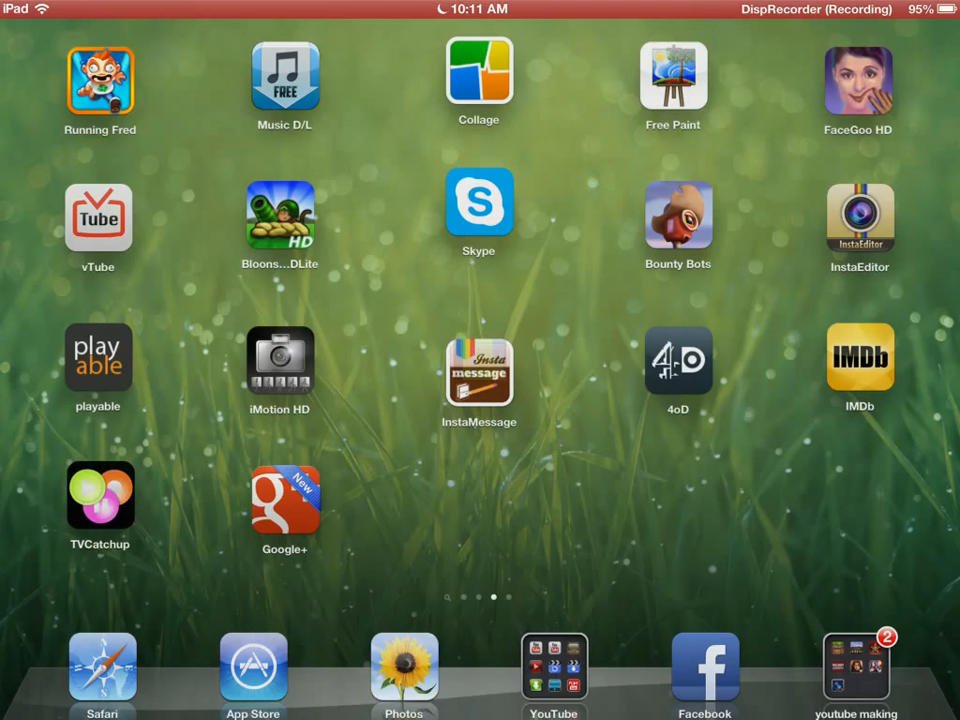 iPad 10:11 AM DispRecorder (Recording) 95%
FREE
Running Fred Music D/L Collage Free Paint FaceGoo HD
Tube HD S InstaEditor
vTube Bloons...DLite Skype Bounty Bots InstaEditor
play
able Insta
message 4oD IMDb
playable iMotion HD InstaMessage 4oD IMDb
g New
TVCatchup Google+
f 2
Safari App Store Photos YouTube Facebook youtube making